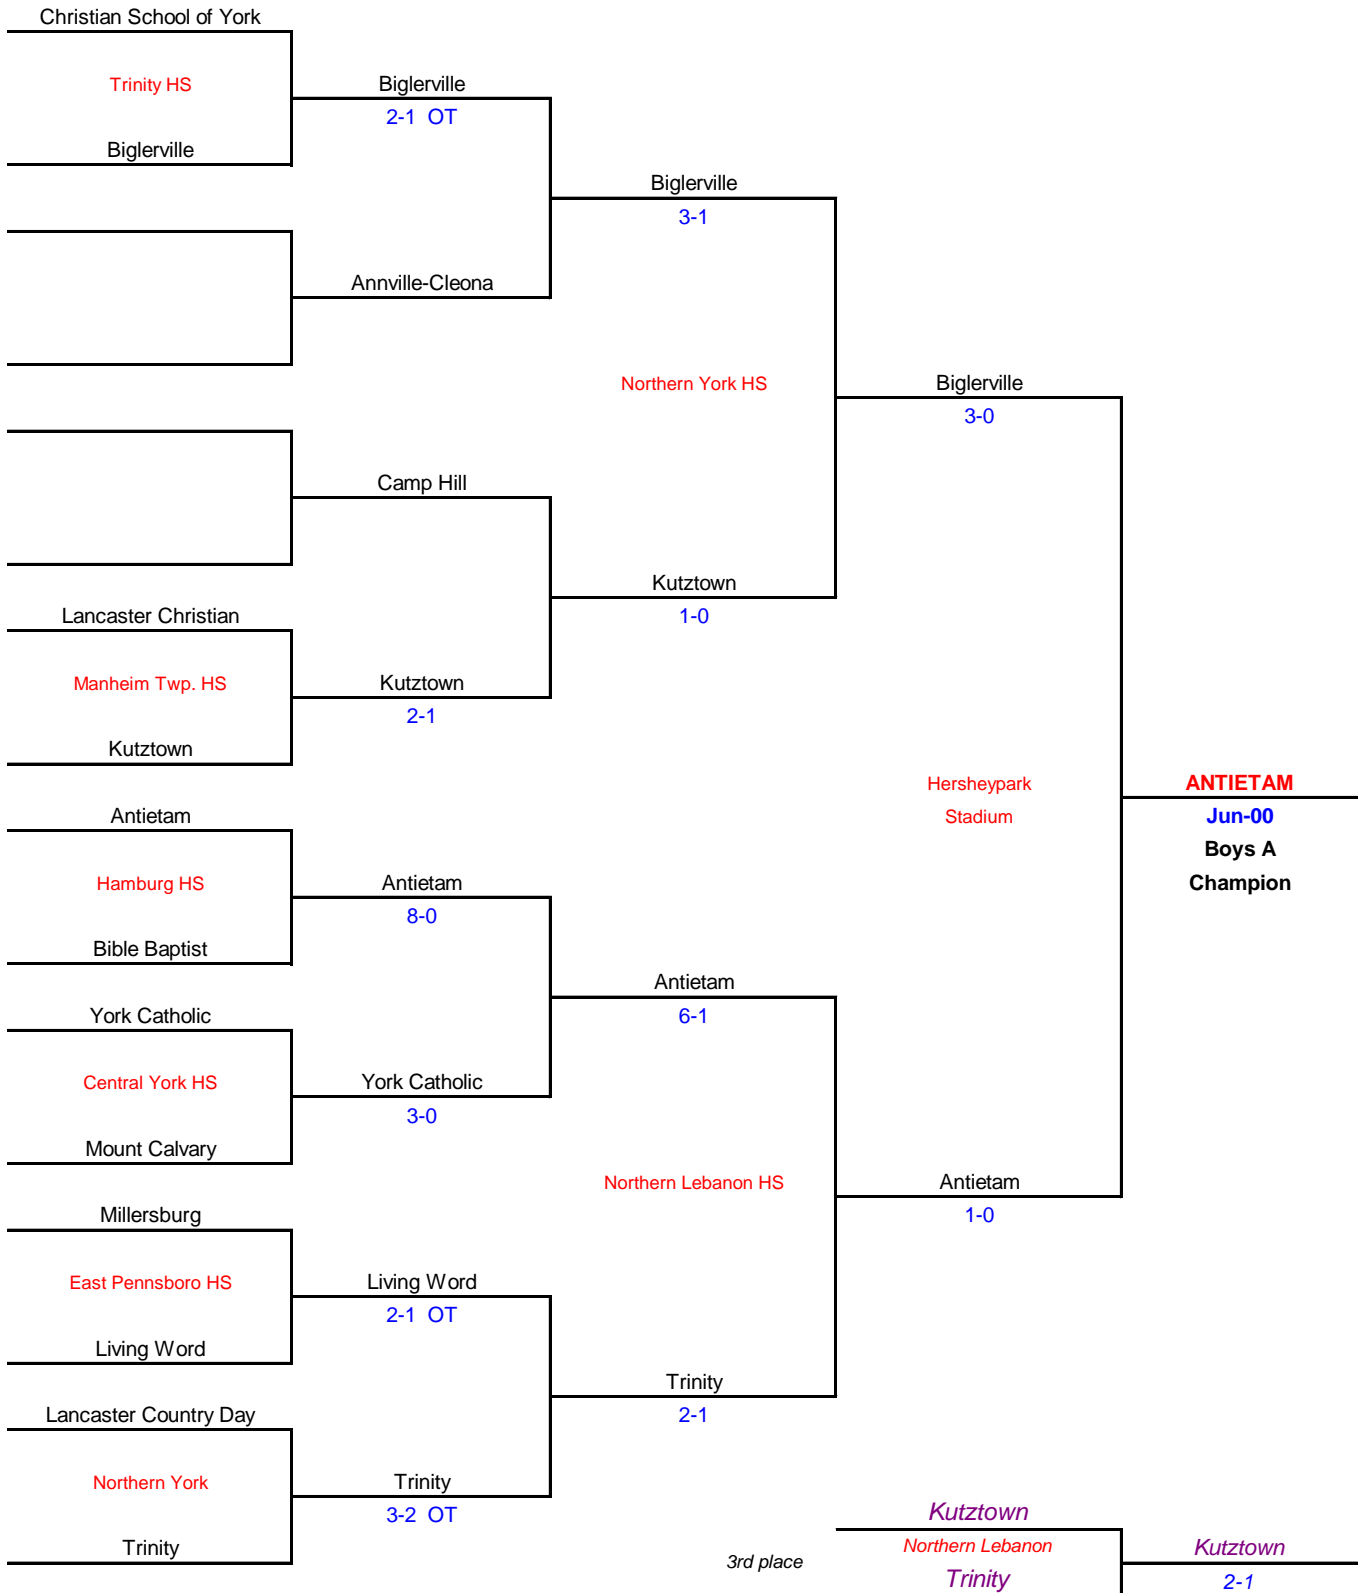 Christian School of York
Trinity HS
Biglerville
Biglerville
2-1 OT
Biglerville
3-1
Annville-Cleona
Northern York HS
Biglerville
3-0
Camp Hill
Kutztown
1-0
Lancaster Christian
Manheim Twp. HS
Kutztown
Kutztown
2-1
Hersheypark
Stadium
ANTIETAM
Jun-00
Boys A
Champion
Antietam
Hamburg HS
Bible Baptist
Antietam
8-0
Antietam
6-1
York Catholic
Central York HS
Mount Calvary
York Catholic
3-0
Northern Lebanon HS
Antietam
1-0
Millersburg
East Pennsboro HS
Living Word
Living Word
2-1 OT
Trinity
2-1
Lancaster Country Day
Northern York
Trinity
Trinity
3-2 OT
3rd place
Kutztown
Northern Lebanon
Trinity
Kutztown
2-1